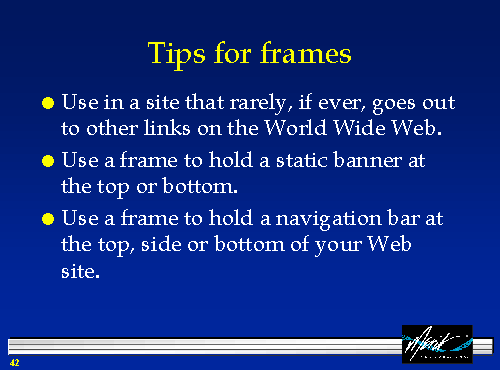 Tips for frames
Use in a site that rarely, if ever, goes out
to other links on the World Wide Web.
Use a frame to hold a static banner at
the top or bottom.
Use a frame to hold a navigation bar at
the top, side or bottom of your Web
site.
42